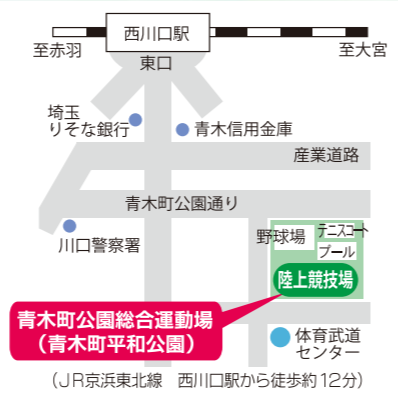 西川口駅
至赤羽
至大宮
東口
埼玉
りそな銀行
青木信用金庫
産業道路
青木町公園通り
川口警察署
野球場
テニスコート
プール
陸上競技場
青木町公園総合運動場
（青木町平和公園）
体育武道
センター
（JR京浜東北線　西川口駅から徒歩約12分）